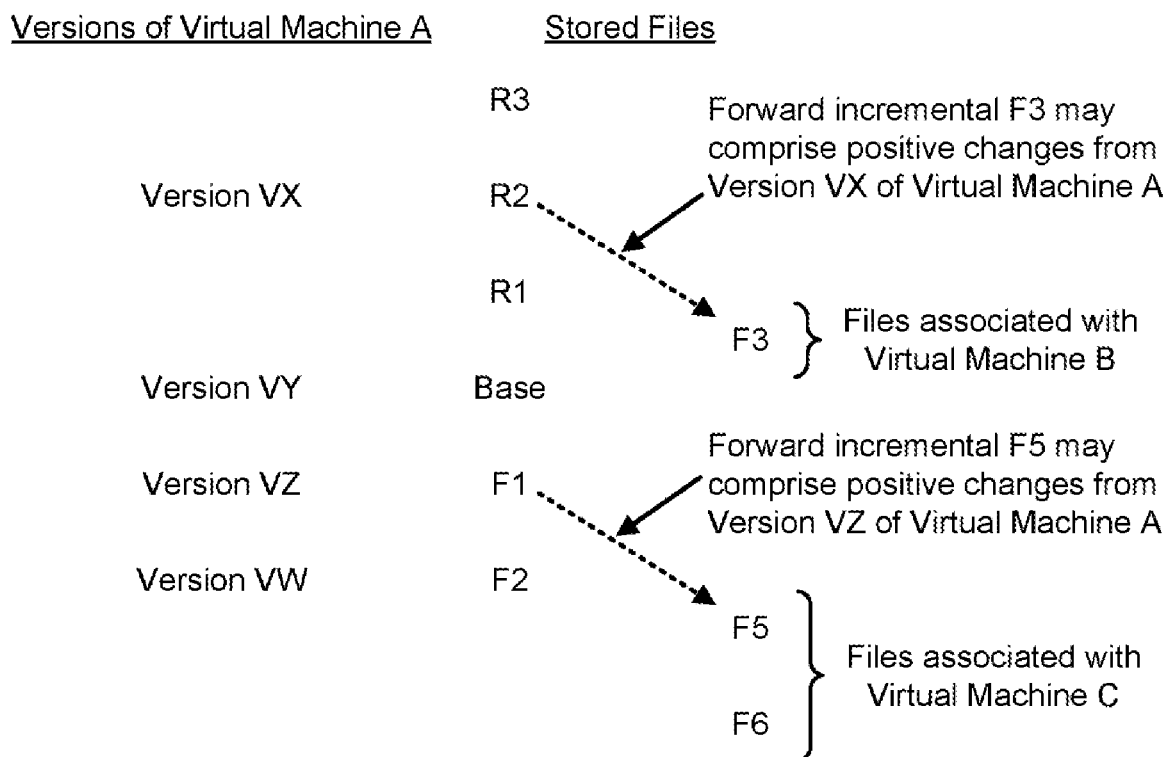 Versions of Virtual Machine A
Stored Files
R3
Forward incremental F3 may
comprise positive changes from
Version VX of Virtual Machine A
Version VX
R2
R1
F3
Files associated with
Virtual Machine B
Version VY
Base
Forward incremental F5 may
comprise positive changes from
Version VZ of Virtual Machine A
Version VZ
F1
Version VW
F2
F5
Files associated with
Virtual Machine C
F6